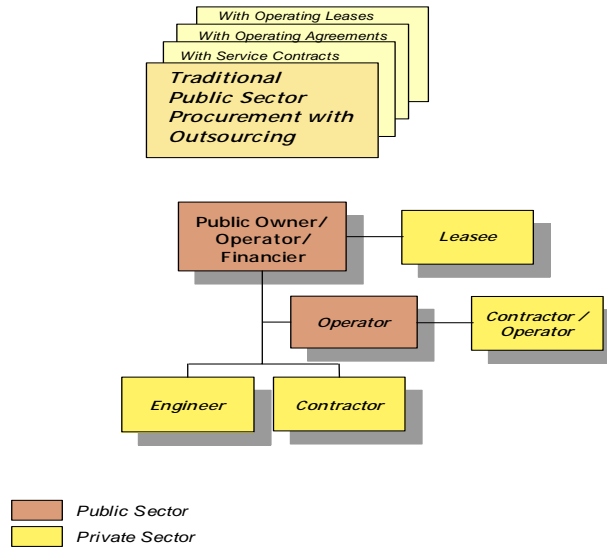 With Operating Leases
With Operating Agreements
With Service Contracts
Traditional
Public Sector
Procurement with
Outsourcing
Public Owner/
Operator/
Financier
Leasee
Operator
Contractor /
Operator
Engineer
Contractor
Public Sector
Private Sector